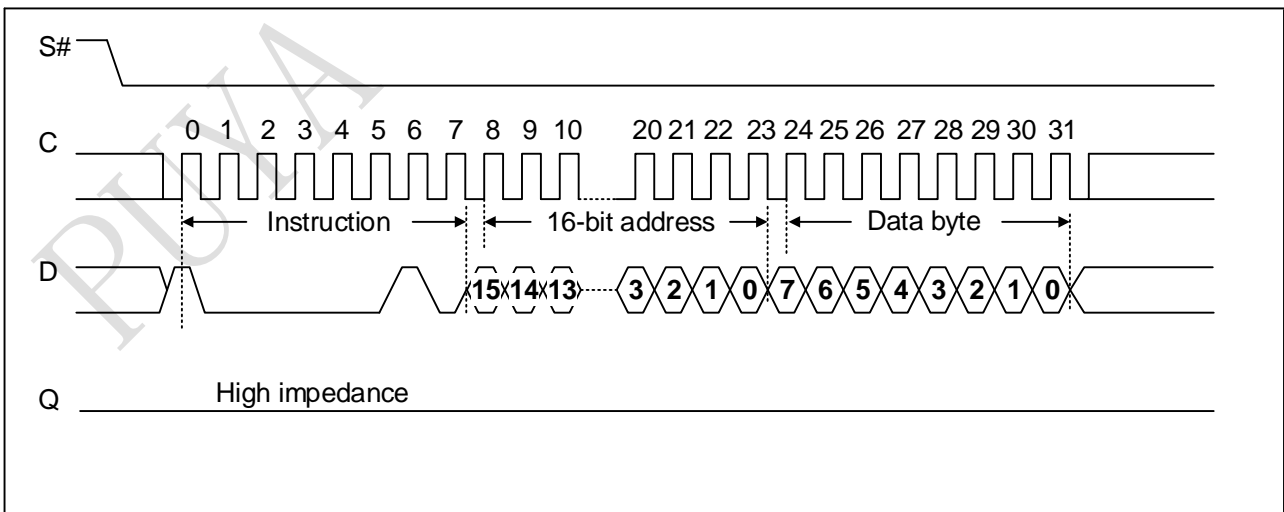 S#
0 1 2 3 4 5 6 7 8 9 10 20 21 22 23 24 25 26 27 28 29 30 31
C
Instruction 16-bit address Data byte
D
15 14 13 3 2 1 0 7 6 5 4 3 2 1 0
Q High impedance
PUYA